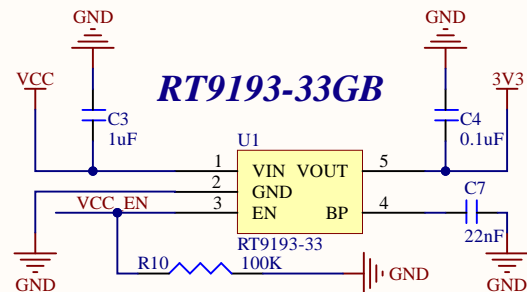 GND
GND
VCC
3V3
RT9193-33GB
C3
1uF
C4
0.1uF
U1
1
VIN
VOUT
5
2
GND
VCC_EN
3
EN
BP
4
C7
22nF
RT9193-33
R10
100K
GND
GND
GND